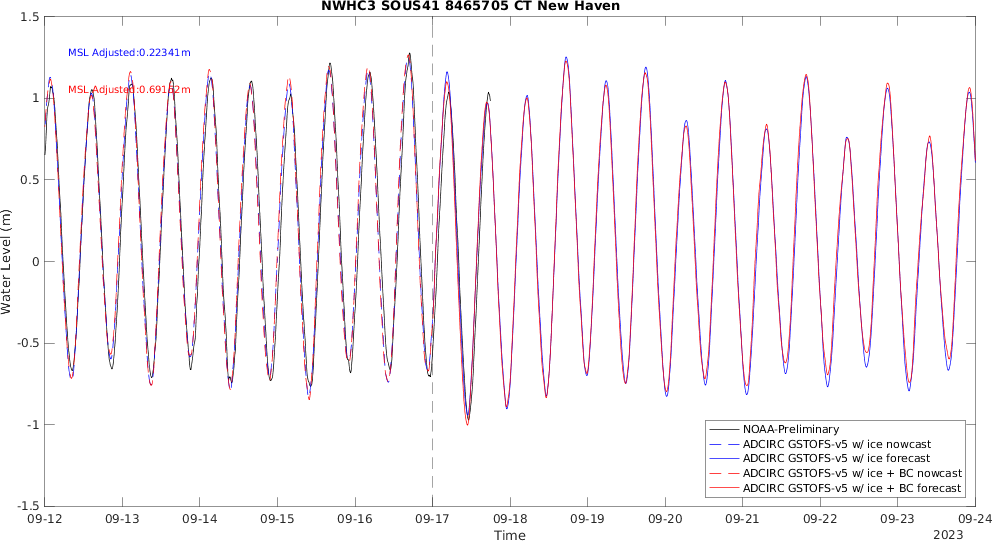 NWHC3 SOUS41 8465705 CT New Haven
1.5
1
0.5
0
-0.5
-1
-1.5
Water Level (m)
MSL Adjusted:0.22341m
MSL Adjusted:0.69162m
NOAA-Preliminary
ADCIRC GSTOFS-v5 w/ ice nowcast
ADCIRC GSTOFS-v5 w/ ice forecast
ADCIRC GSTOFS-v5 w/ ice + BC nowcast
ADCIRC GSTOFS-v5 w/ ice + BC forecast
09-12 09-13 09-14 09-15 09-16 09-17 09-18 09-19 09-20 09-21 09-22 09-23 09-24
Time
2023